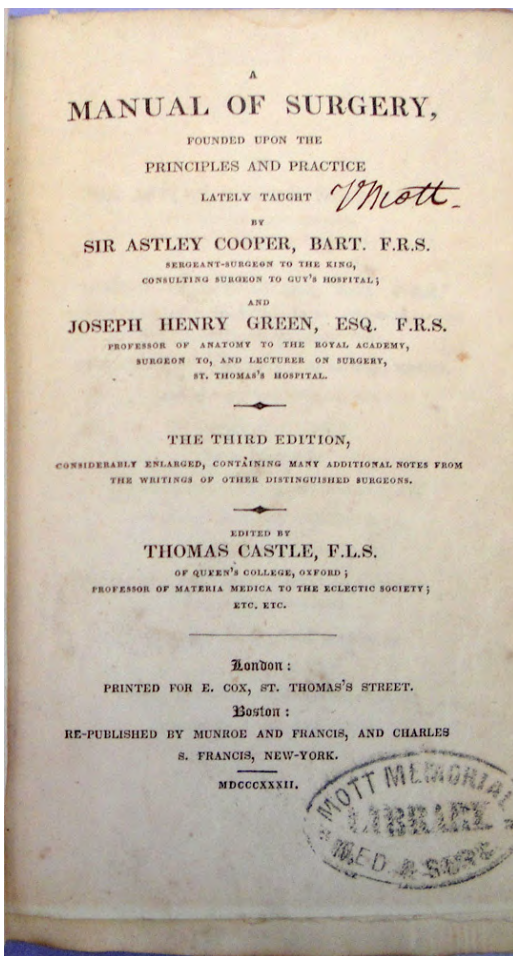 A
MANUAL OF SURGERY,
FOUNDED UPON THE
PRINCIPLES AND PRACTICE
LATELY TAUGHT
VMott.
BY
SIR ASTLEY COOPER, BART. F.R.S.
SERGEANT-SURGEON TO THE KING,
CONSULTING SURGEON TO GUY'S HOSPITAL;
AND
JOSEPH HENRY GREEN, ESQ. F.R.S.
PROFESSOR OF ANATOMY TO THE ROYAL ACADEMY,
SURGEON TO, AND LECTURER ON SURGERY,
ST. THOMAS'S HOSPITAL.
THE THIRD EDITION,
CONSIDERABLY ENLARGED, CONTAINING MANY ADDITIONAL NOTES FROM
THE WRITINGS OF OTHER DISTINGUISHED SURGEONS.
EDITED BY
THOMAS CASTLE, F.L.S.
OF QUEEN'S COLLEGE, OXFORD;
PROFESSOR OF MATERIA MEDICA TO THE ECLECTIC SOCIETY;
ETC. ETC.
London:
PRINTED FOR E. COX, ST. THOMAS'S STREET.
Boston:
RE-PUBLISHED BY MUNROE AND FRANCIS, AND CHARLES
S. FRANCIS, NEW-YORK.
MDCCCXXXII.
MOTT MEMORIAL
LIBRARY
MED. & SURG